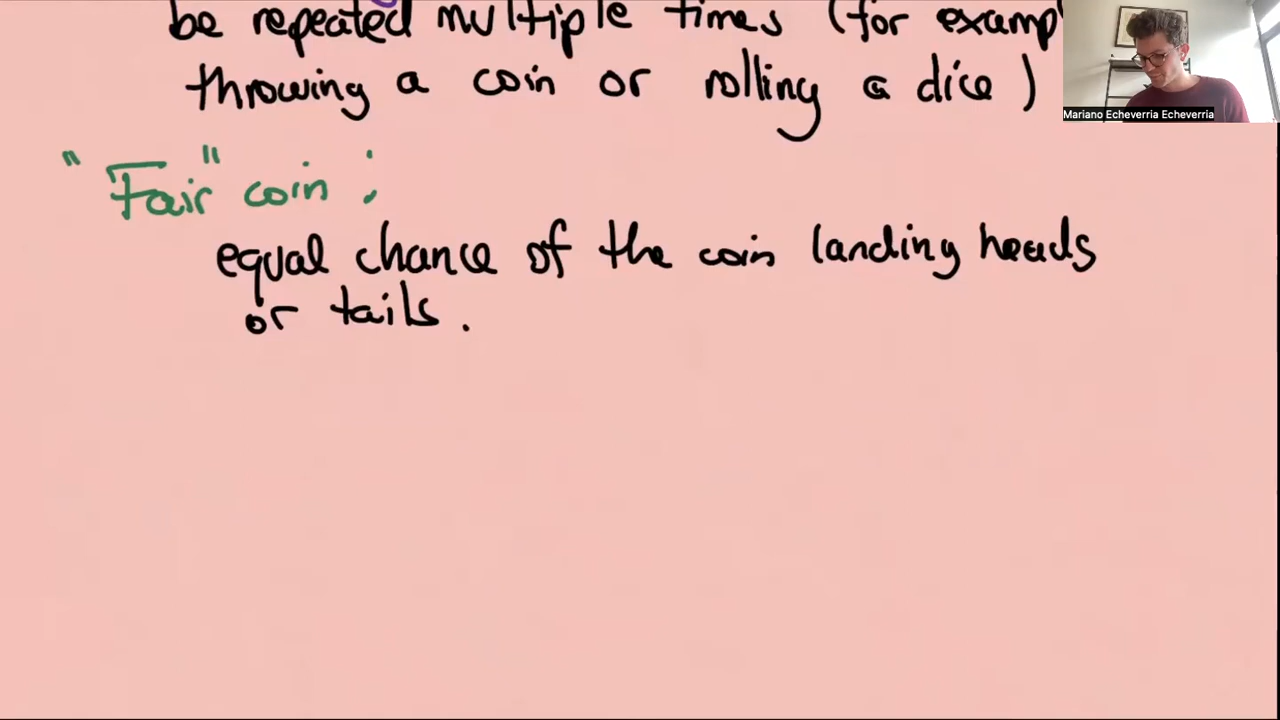 be repeated multiple times (for examp
throwing a coin or rolling a dice)
Mariano Echeverria Echeverria
"Fair" coin :
equal chance of the coin landing heads
or tails.